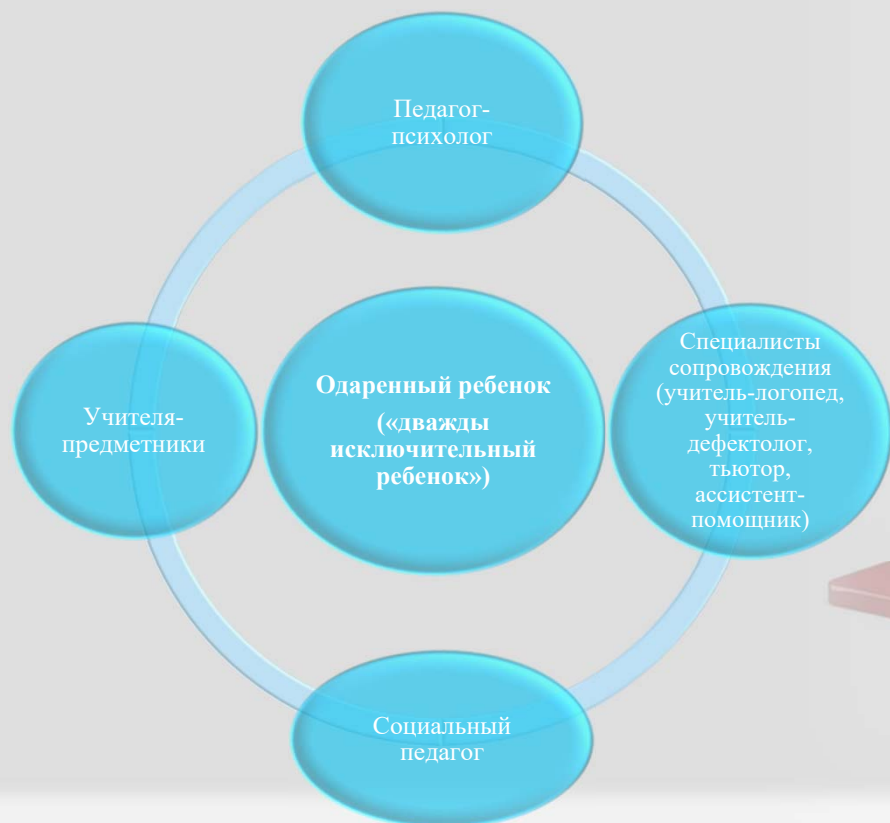 Педагог-
психолог
Одаренный ребенок
(«дважды
исключительный
ребенок»)
Учителя-
предметники
Специалисты
сопровождения
(учитель-логопед,
учитель-
дефектолог,
тьютор,
ассистент-
помощник)
Социальный
педагог